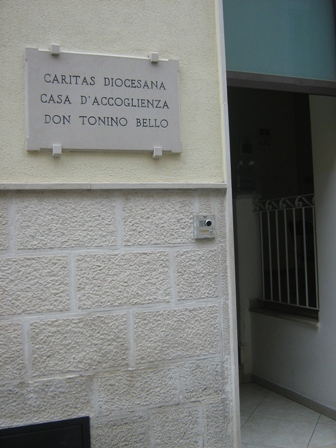 CARITAS DIOCESANA
CASA D'ACCOGLIENZA
DON TONINO BELLO